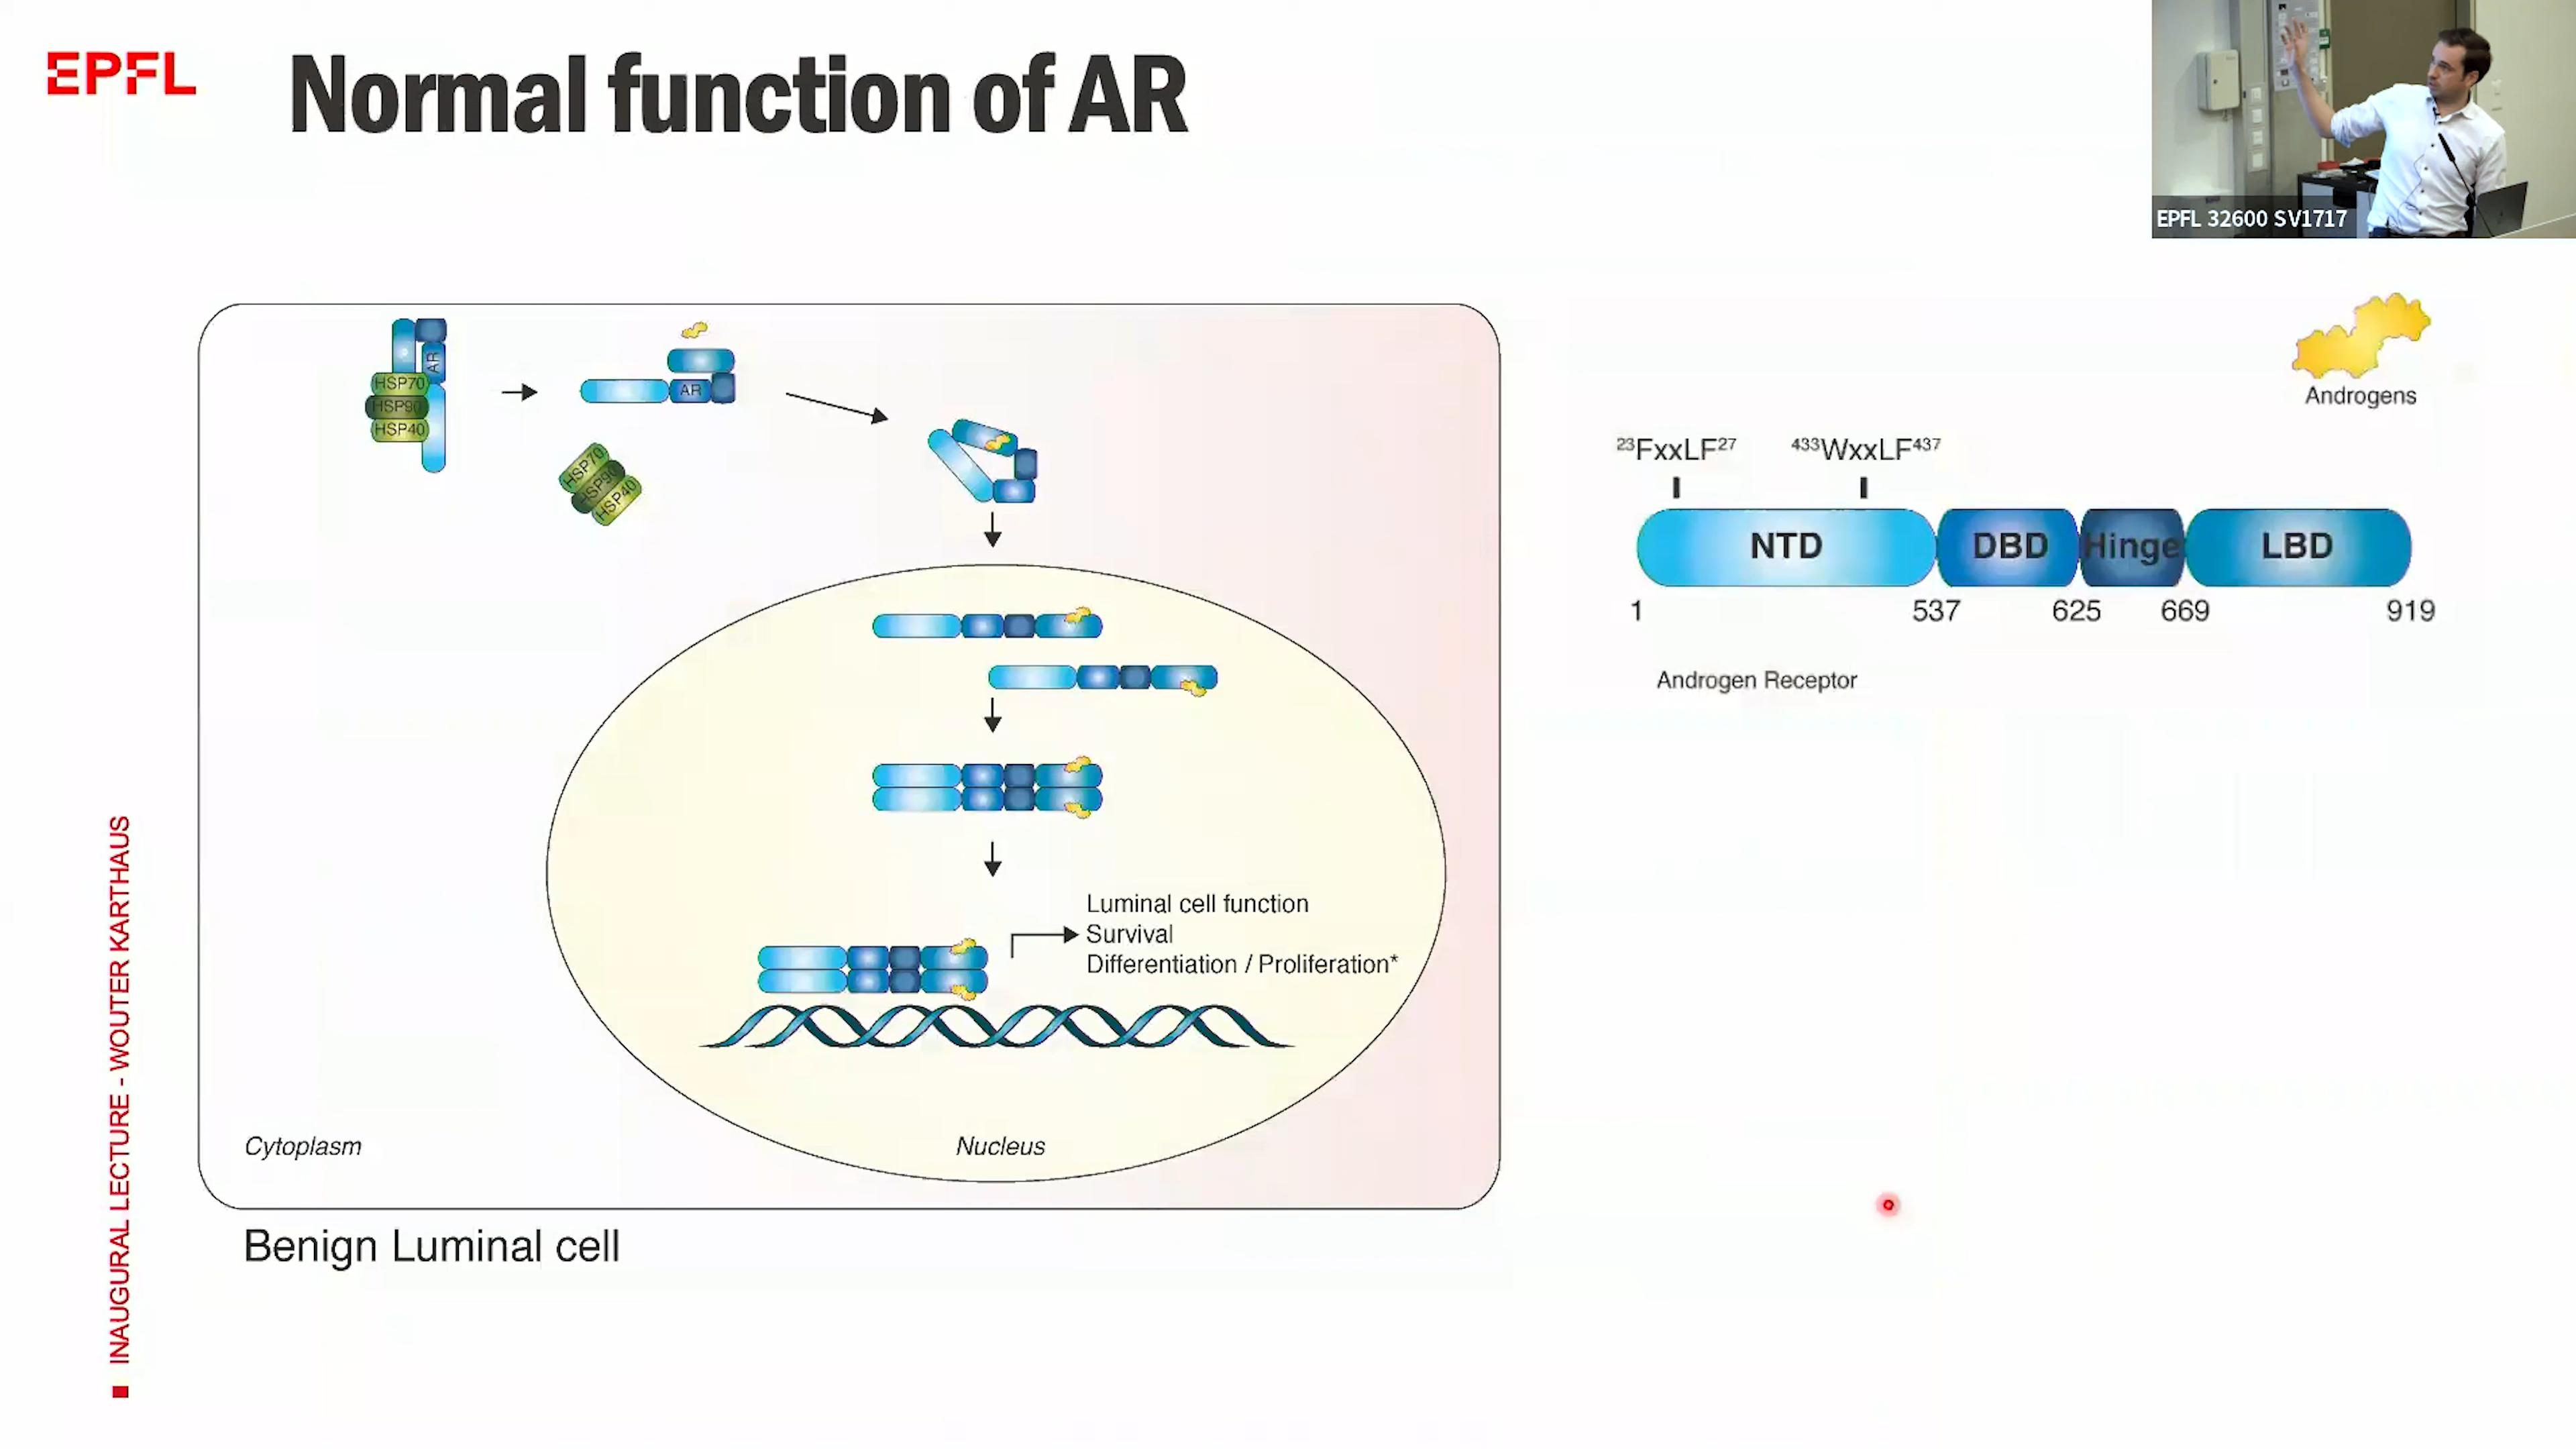 EPFL
Normal function of AR
EPFL 32600 SV1717
AR
HSP70
HSP90
HSP40
AR
HSP70
HSP90
HSP40
Luminal cell function
Survival
Differentiation / Proliferation*
Cytoplasm
Nucleus
Benign Luminal cell
Androgens
²³FxxLF²⁷ ⁴³³WxxLF⁴³⁷
NTD DBD Hinge LBD
1 537 625 669 919
Androgen Receptor
INAUGURAL LECTURE - WOUTER KARTHAUS